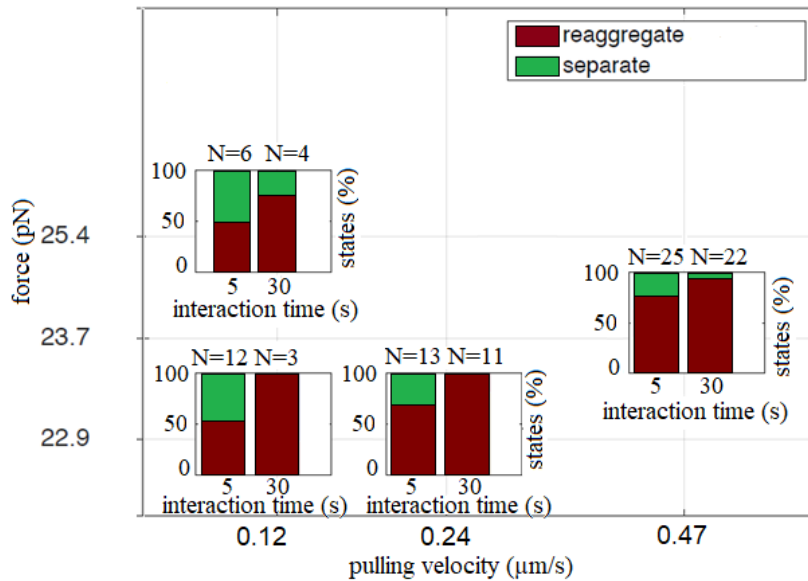 reaggregate
separate
N=6 N=4
100
50
0
states (%)
5 30
interaction time (s)
force (pN)
25.4
23.7
22.9
N=25 N=22
100
50
0
states (%)
5 30
interaction time (s)
N=12 N=3
100
50
0
5 30
interaction time (s)
N=13 N=11
100
50
0
states (%)
5 30
interaction time (s)
0.12 0.24 0.47
pulling velocity (μm/s)